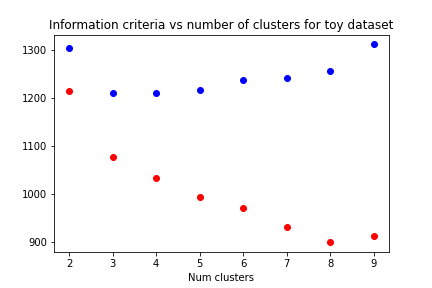 Information criteria vs number of clusters for toy dataset
1300
1200
1100
1000
900
2 3 4 5 6 7 8 9
Num clusters